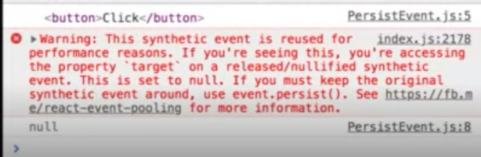 <button>Click</button> PersistEvent.js:5
▶Warning: This synthetic event is reused for index.js:2178
performance reasons. If you're seeing this, you're accessing
the property `target` on a released/nullified synthetic
event. This is set to null. If you must keep the original
synthetic event around, use event.persist(). See https://fb.m
e/react-event-pooling for more information.
null PersistEvent.js:8
>